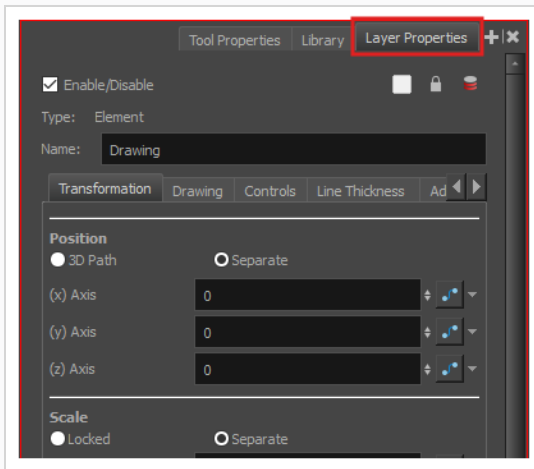 Tool Properties Library Layer Properties
Enable/Disable
Type: Element
Name: Drawing
Transformation Drawing Controls Line Thickness Ad
Position
3D Path Separate
(x) Axis 0
(y) Axis 0
(z) Axis 0
Scale
Locked Separate